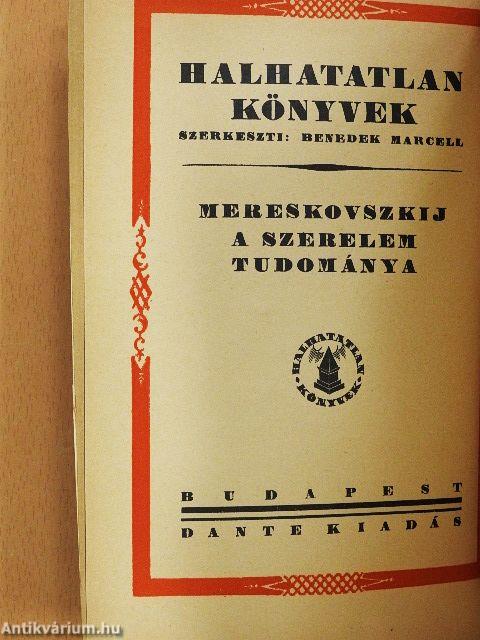 HALHATATLAN
KÖNYVEK
SZERKESZTI: BENEDEK MARCELL
MERESKOVSZKIJ
A SZERELEM
TUDOMÁNYA
HALHATATLAN
KÖNYVEK
BUDAPEST
DANTE KIADÁS
Antikvárium.hu